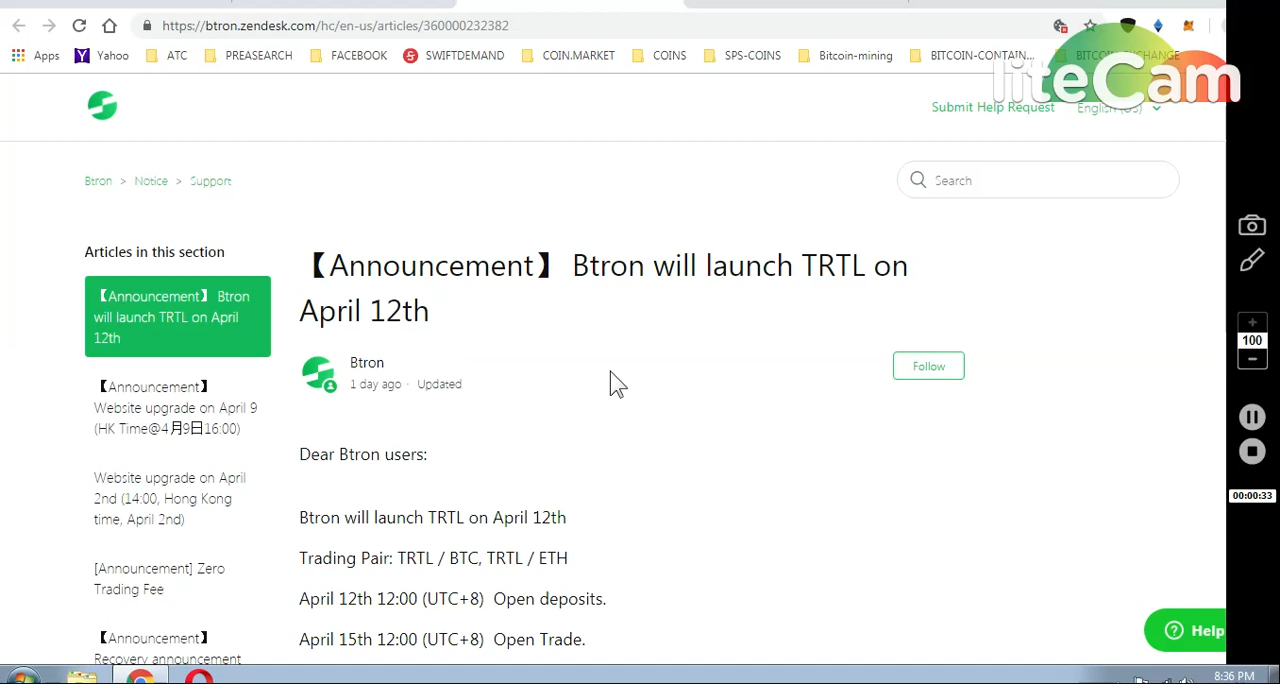 https://btron.zendesk.com/hc/en-us/articles/360000232382
Apps Yahoo ATC PREASEARCH FACEBOOK SWIFTDEMAND COIN.MARKET COINS SPS-COINS Bitcoin-mining BITCOIN-CONTAIN... BITCOIN-EXCHANGE
liteCam
Submit Help Request English (US)
Btron > Notice > Support
Search
Articles in this section
【Announcement】 Btron
will launch TRTL on April
12th
【Announcement】
Website upgrade on April 9
(HK Time@4月9日16:00)
Website upgrade on April
2nd (14:00, Hong Kong
time, April 2nd)
[Announcement] Zero
Trading Fee
【Announcement】
Recovery announcement
【Announcement】 Btron will launch TRTL on
April 12th
Btron
1 day ago · Updated
Follow
Dear Btron users:
Btron will launch TRTL on April 12th
Trading Pair: TRTL / BTC, TRTL / ETH
April 12th 12:00 (UTC+8) Open deposits.
April 15th 12:00 (UTC+8) Open Trade.
Help
100
00:00:33
8:36 PM